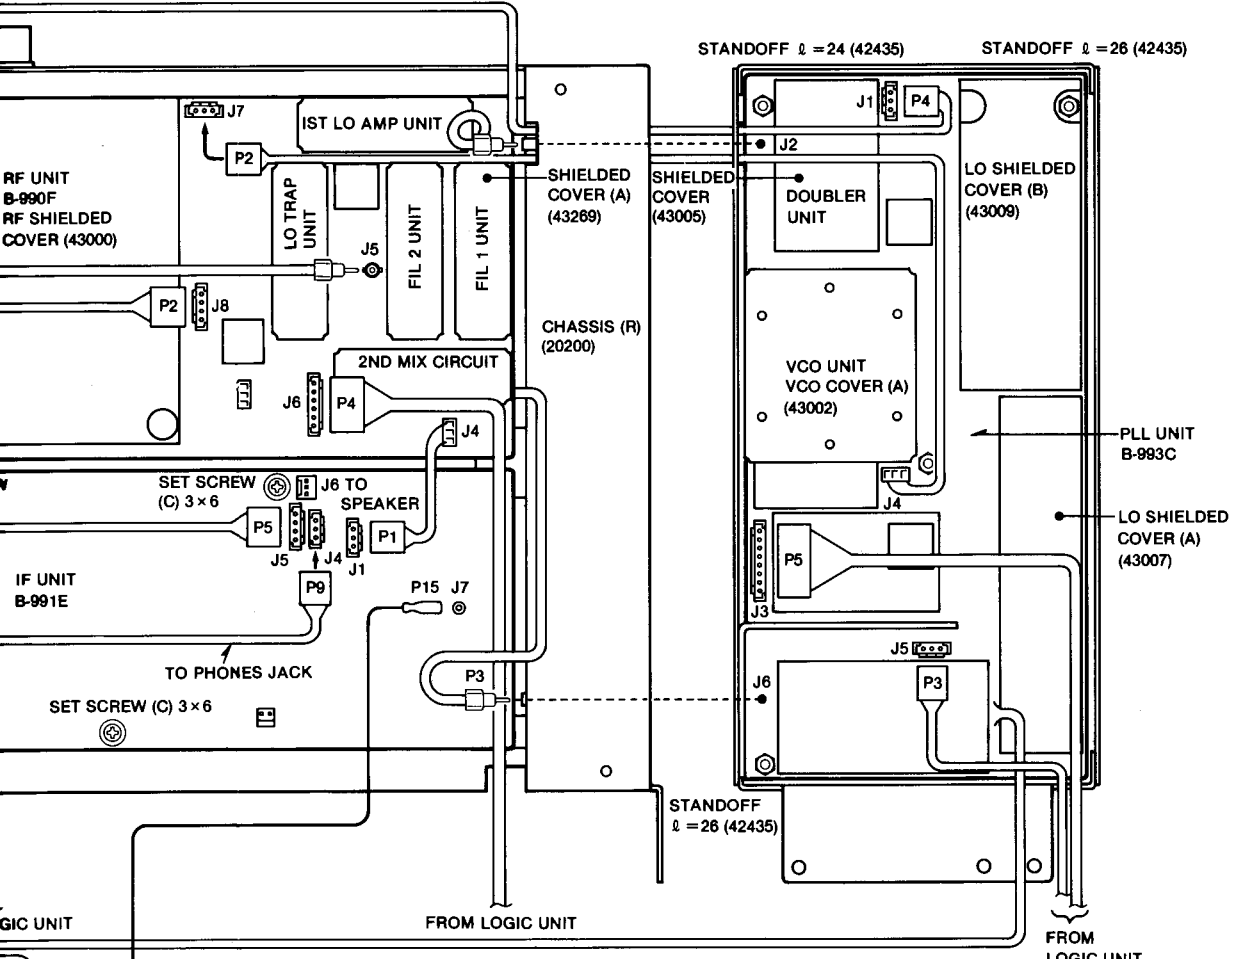 STANDOFF ℓ = 24 (42435)
STANDOFF ℓ = 26 (42435)
J7
IST LO AMP UNIT
J1
P4
P2
J2
RF UNIT
B-990F
RF SHIELDED
COVER (43000)
LO TRAP
UNIT
J5
FIL 2 UNIT
FIL 1 UNIT
SHIELDED
COVER (A)
(43269)
SHIELDED
COVER
(43005)
DOUBLER
UNIT
LO SHIELDED
COVER (B)
(43009)
P2
J8
CHASSIS (R)
(20200)
2ND MIX CIRCUIT
VCO UNIT
VCO COVER (A)
(43002)
J6
P4
J4
PLL UNIT
B-993C
SET SCREW
(C) 3×6
J6 TO
SPEAKER
J4
P5
J5
J4
J1
P1
LO SHIELDED
COVER (A)
(43007)
P5
J3
IF UNIT
B-991E
P9
P15
J7
TO PHONES JACK
J5
P3
J6
P3
SET SCREW (C) 3×6
STANDOFF
ℓ = 26 (42435)
GIC UNIT
FROM LOGIC UNIT
FROM
LOGIC UNIT